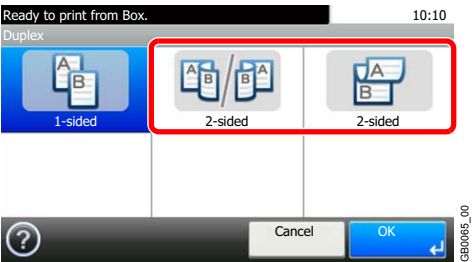 Ready to print from Box. 10:10
Duplex
A B A B B A A B
1-sided 2-sided 2-sided
? Cancel OK
GB0065_00